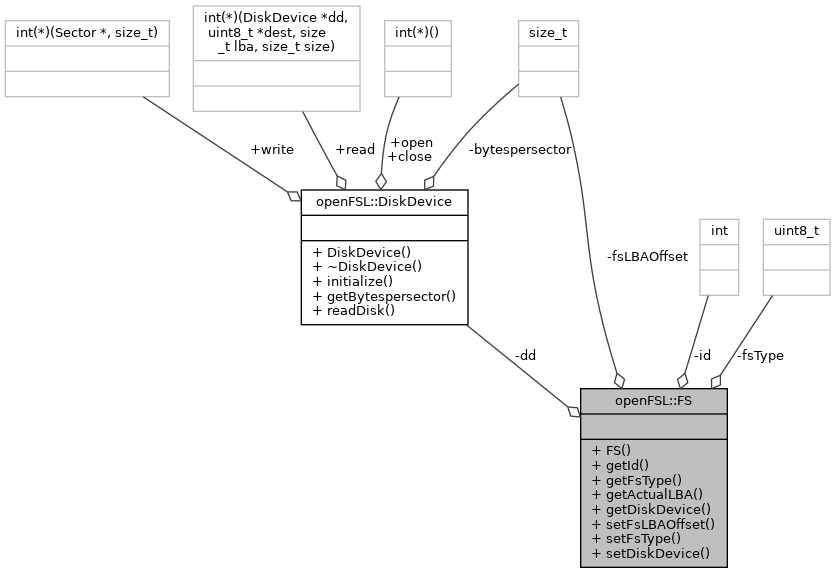 int(*)(Sector *, size_t)
int(*)(DiskDevice *dd,
uint8_t *dest, size
_t lba, size_t size)
int(*)()
size_t
+write
+read
+open
+close
-bytespersector
openFSL::DiskDevice
+ DiskDevice()
+ ~DiskDevice()
+ initialize()
+ getBytespersector()
+ readDisk()
int
uint8_t
-fsLBAOffset
-dd
-id
-fsType
openFSL::FS
+ FS()
+ getId()
+ getFsType()
+ getActualLBA()
+ getDiskDevice()
+ setFsLBAOffset()
+ setFsType()
+ setDiskDevice()